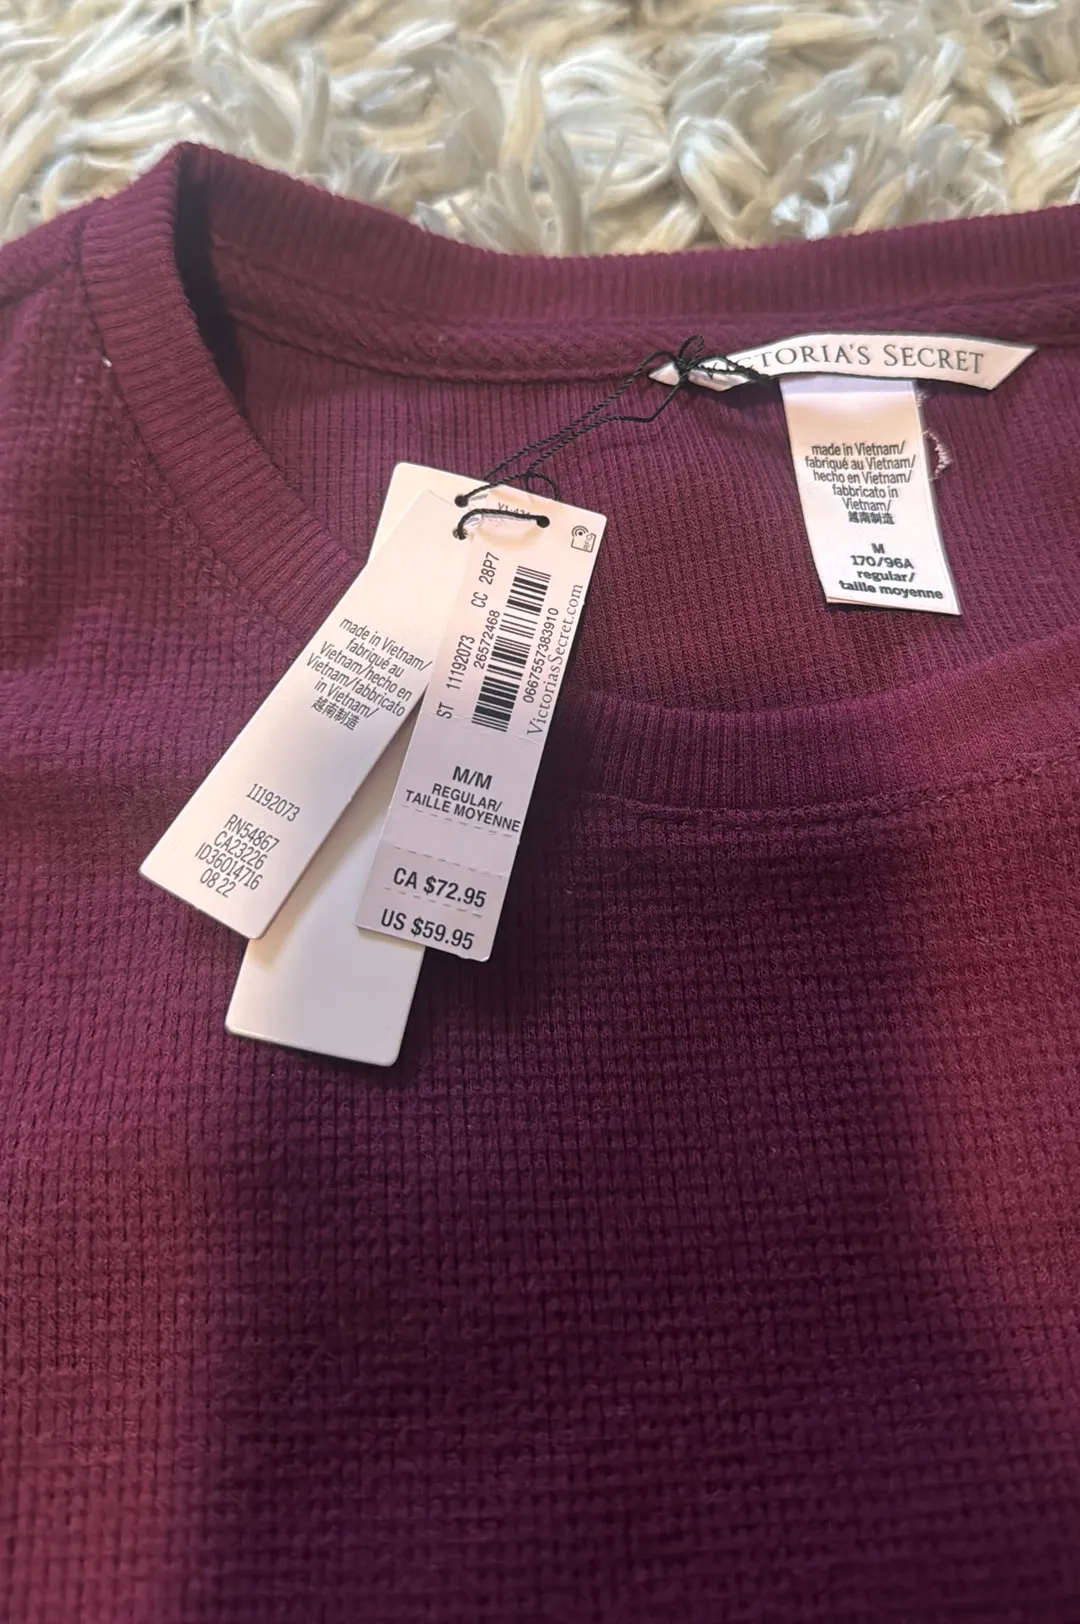 VICTORIA'S SECRET
made in Vietnam/
fabriqué au Vietnam/
hecho en Vietnam/
fabbricato in
Vietnam/
越南制造
M
170/96A
regular/
taille moyenne
made in Vietnam/
fabriqué au
Vietnam/hecho en
Vietnam/fabbricato
in Vietnam/
越南制造
11192073
RN54867
CA23226
ID36014716
08 22
ST 11192073 CC 28P7
26572468
0667557383910
VictoriasSecret.com
M/M
REGULAR/
TAILLE MOYENNE
CA $72.95
US $59.95